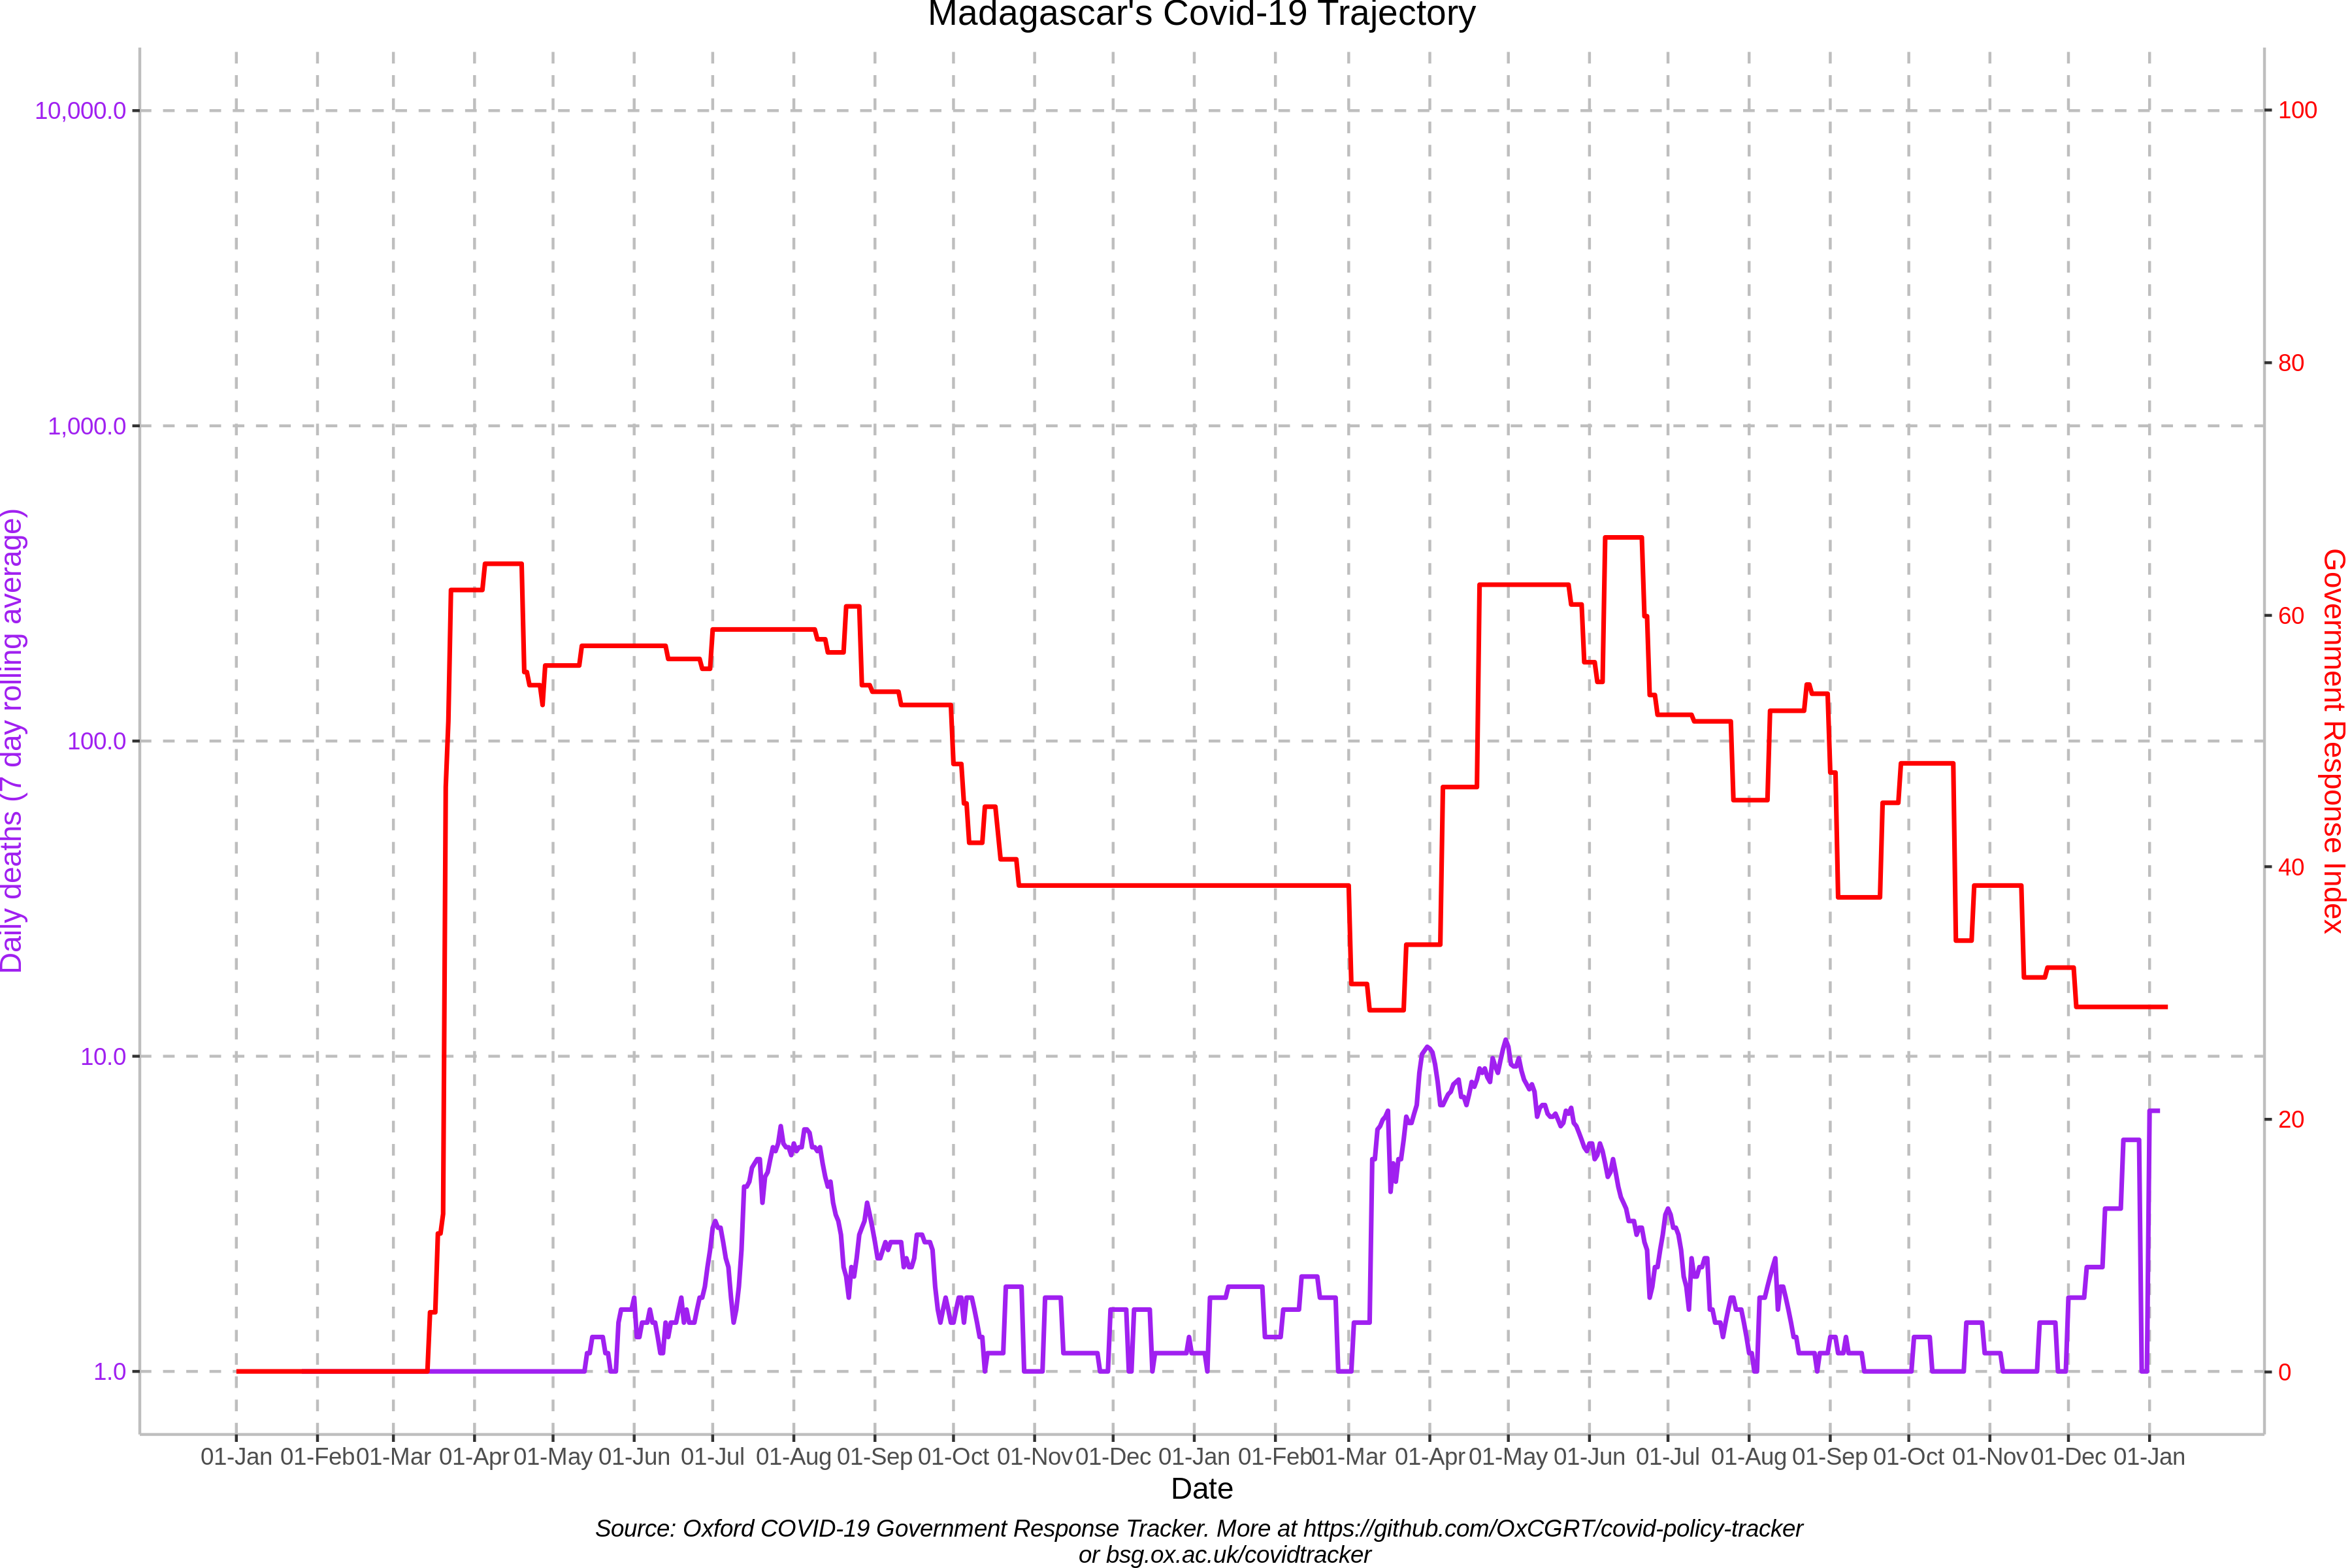 Madagascar's Covid-19 Trajectory
10,000.0
1,000.0
100.0
10.0
1.0
Daily deaths (7 day rolling average)
100
80
60
40
20
0
Government Response Index
01-Jan 01-Feb 01-Mar 01-Apr 01-May 01-Jun 01-Jul 01-Aug 01-Sep 01-Oct 01-Nov 01-Dec 01-Jan 01-Feb 01-Mar 01-Apr 01-May 01-Jun 01-Jul 01-Aug 01-Sep 01-Oct 01-Nov 01-Dec 01-Jan
Date
Source: Oxford COVID-19 Government Response Tracker. More at https://github.com/OxCGRT/covid-policy-tracker
or bsg.ox.ac.uk/covidtracker